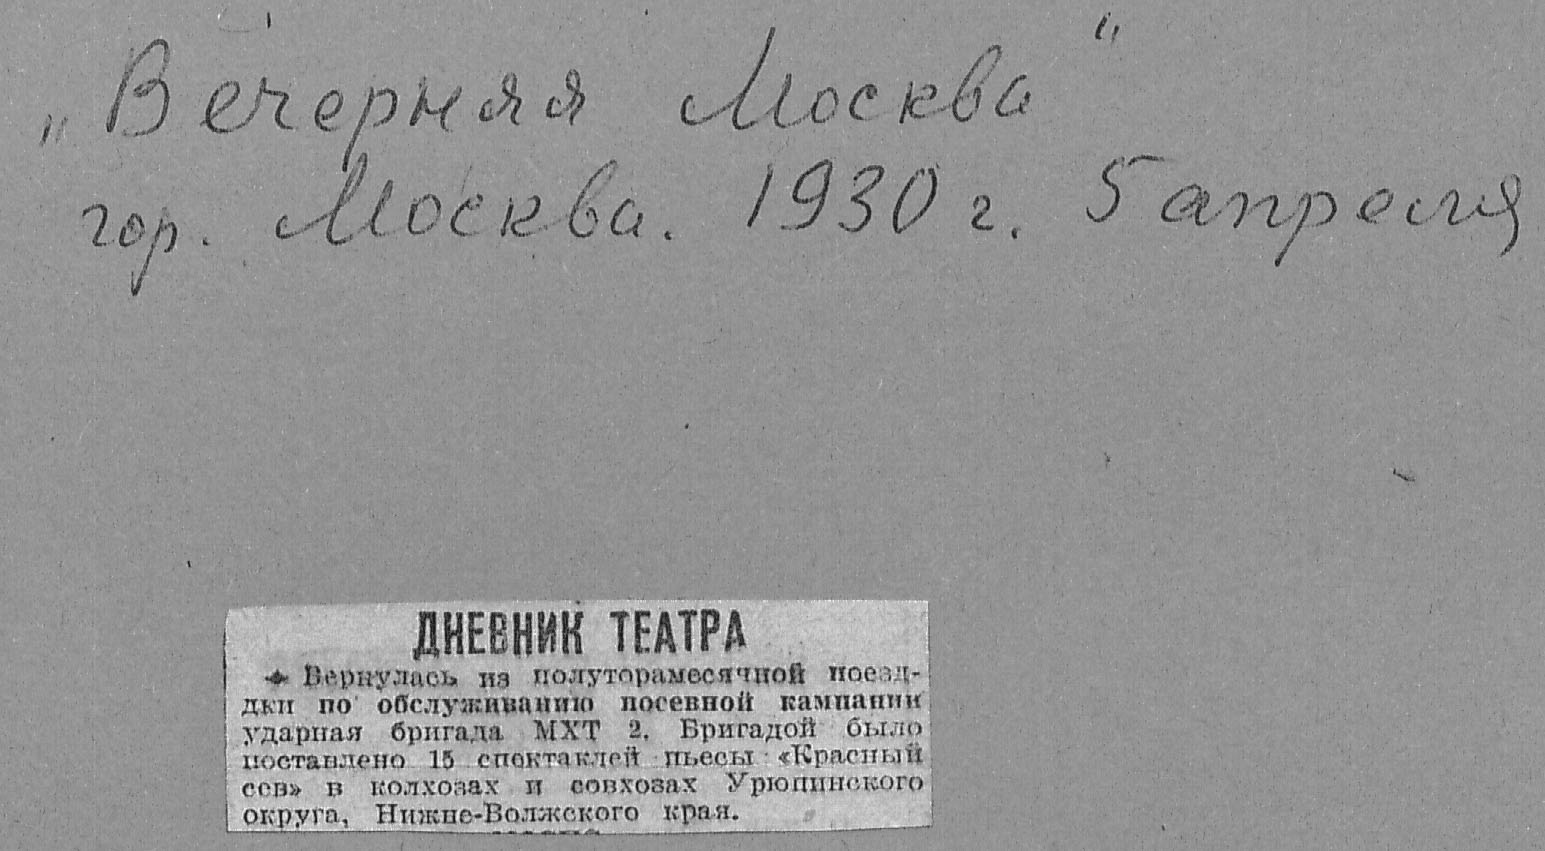 „Вечерняя Москва"
гор. Москва. 1930 г. 5 апреля
ДНЕВНИК ТЕАТРА
Вернулась из полуторамесячной поезд-
дки по обслуживанию посевной кампании
ударная бригада МХТ 2. Бригадой было
поставлено 15 спектаклей пьесы «Красный
сев» в колхозах и совхозах Урюпинского
округа, Нижне-Волжского края.